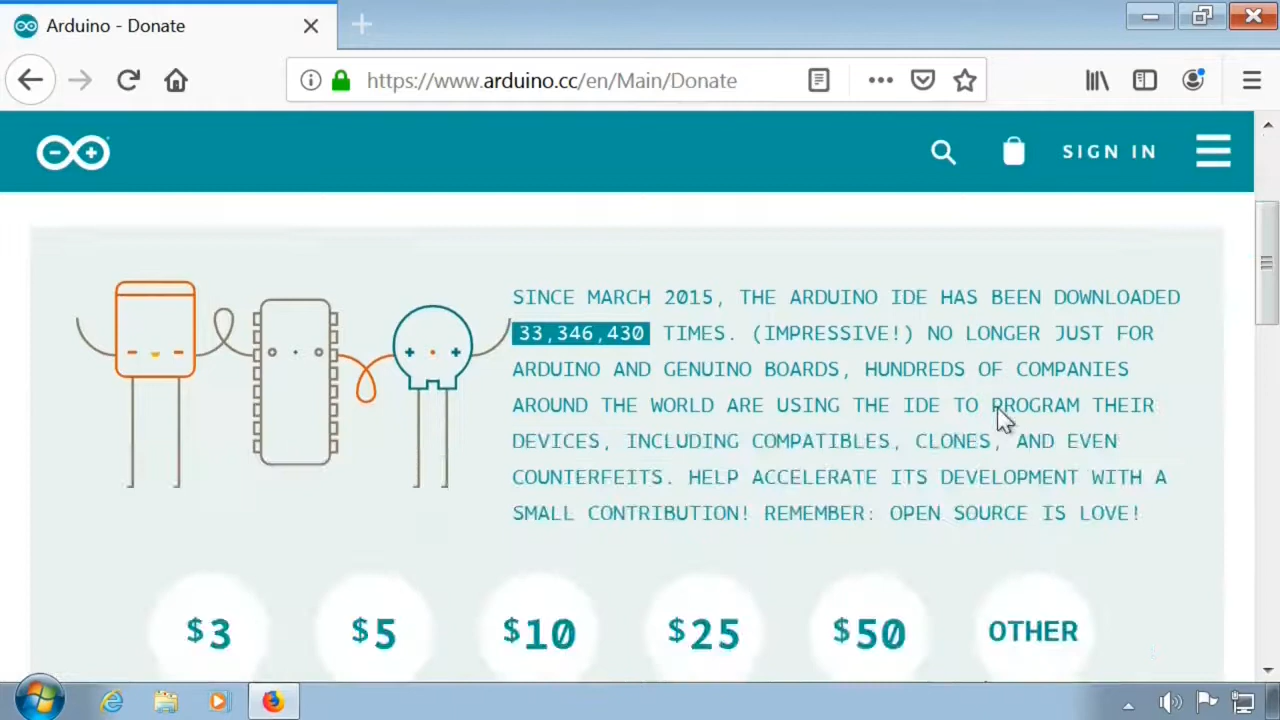 Arduino - Donate
https://www.arduino.cc/en/Main/Donate
SIGN IN
SINCE MARCH 2015, THE ARDUINO IDE HAS BEEN DOWNLOADED
33,346,430 TIMES. (IMPRESSIVE!) NO LONGER JUST FOR
ARDUINO AND GENUINO BOARDS, HUNDREDS OF COMPANIES
AROUND THE WORLD ARE USING THE IDE TO PROGRAM THEIR
DEVICES, INCLUDING COMPATIBLES, CLONES, AND EVEN
COUNTERFEITS. HELP ACCELERATE ITS DEVELOPMENT WITH A
SMALL CONTRIBUTION! REMEMBER: OPEN SOURCE IS LOVE!
$3 $5 $10 $25 $50 OTHER